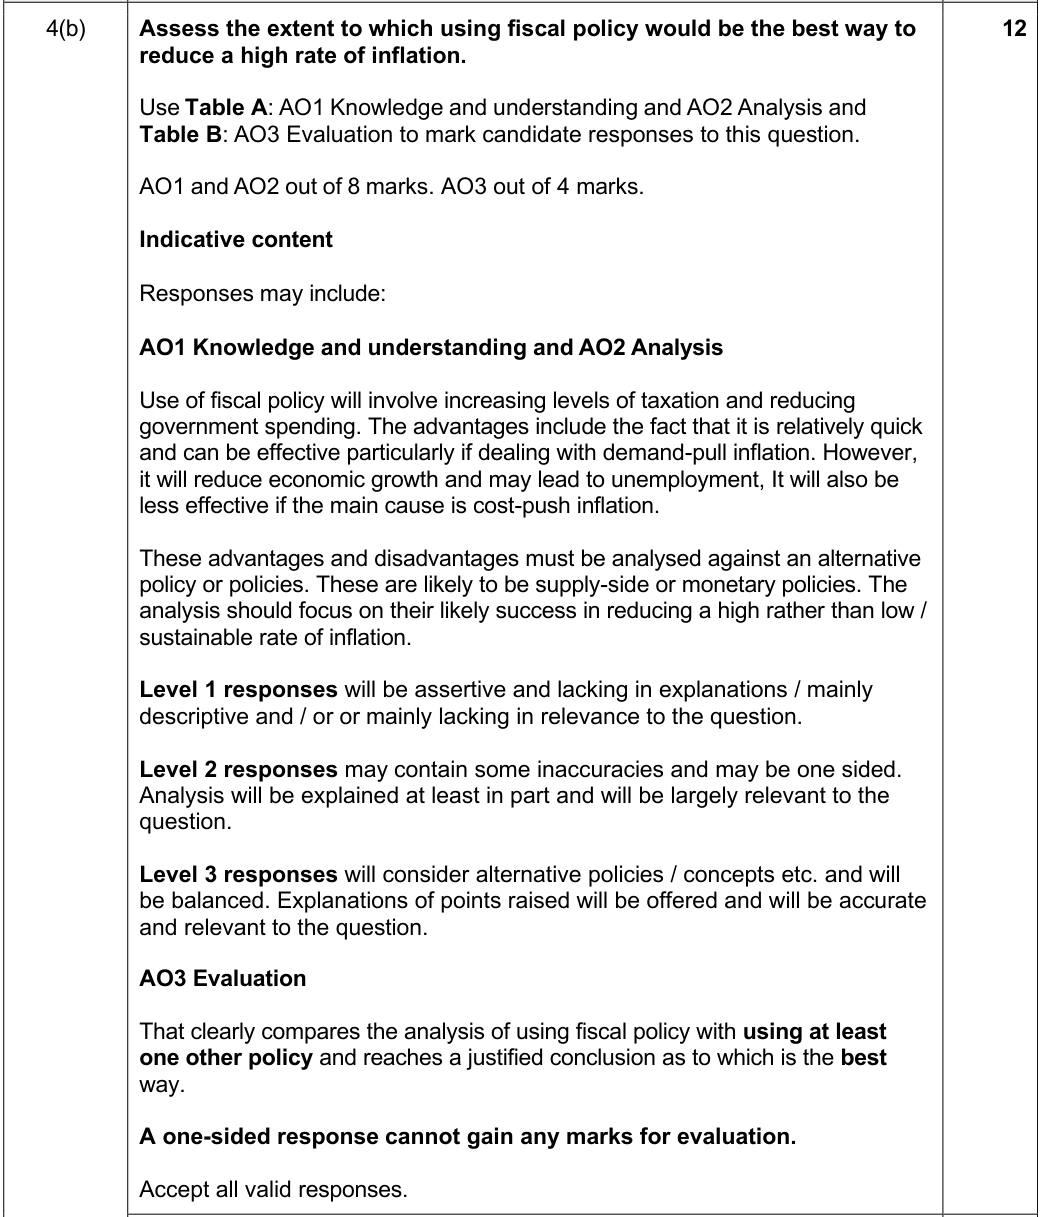 4(b)
Assess the extent to which using fiscal policy would be the best way to
reduce a high rate of inflation.
12
Use Table A: AO1 Knowledge and understanding and AO2 Analysis and
Table B: AO3 Evaluation to mark candidate responses to this question.
AO1 and AO2 out of 8 marks. AO3 out of 4 marks.
Indicative content
Responses may include:
AO1 Knowledge and understanding and AO2 Analysis
Use of fiscal policy will involve increasing levels of taxation and reducing
government spending. The advantages include the fact that it is relatively quick
and can be effective particularly if dealing with demand-pull inflation. However,
it will reduce economic growth and may lead to unemployment, It will also be
less effective if the main cause is cost-push inflation.
These advantages and disadvantages must be analysed against an alternative
policy or policies. These are likely to be supply-side or monetary policies. The
analysis should focus on their likely success in reducing a high rather than low /
sustainable rate of inflation.
Level 1 responses will be assertive and lacking in explanations / mainly
descriptive and / or or mainly lacking in relevance to the question.
Level 2 responses may contain some inaccuracies and may be one sided.
Analysis will be explained at least in part and will be largely relevant to the
question.
Level 3 responses will consider alternative policies / concepts etc. and will
be balanced. Explanations of points raised will be offered and will be accurate
and relevant to the question.
AO3 Evaluation
That clearly compares the analysis of using fiscal policy with using at least
one other policy and reaches a justified conclusion as to which is the best
way.
A one-sided response cannot gain any marks for evaluation.
Accept all valid responses.